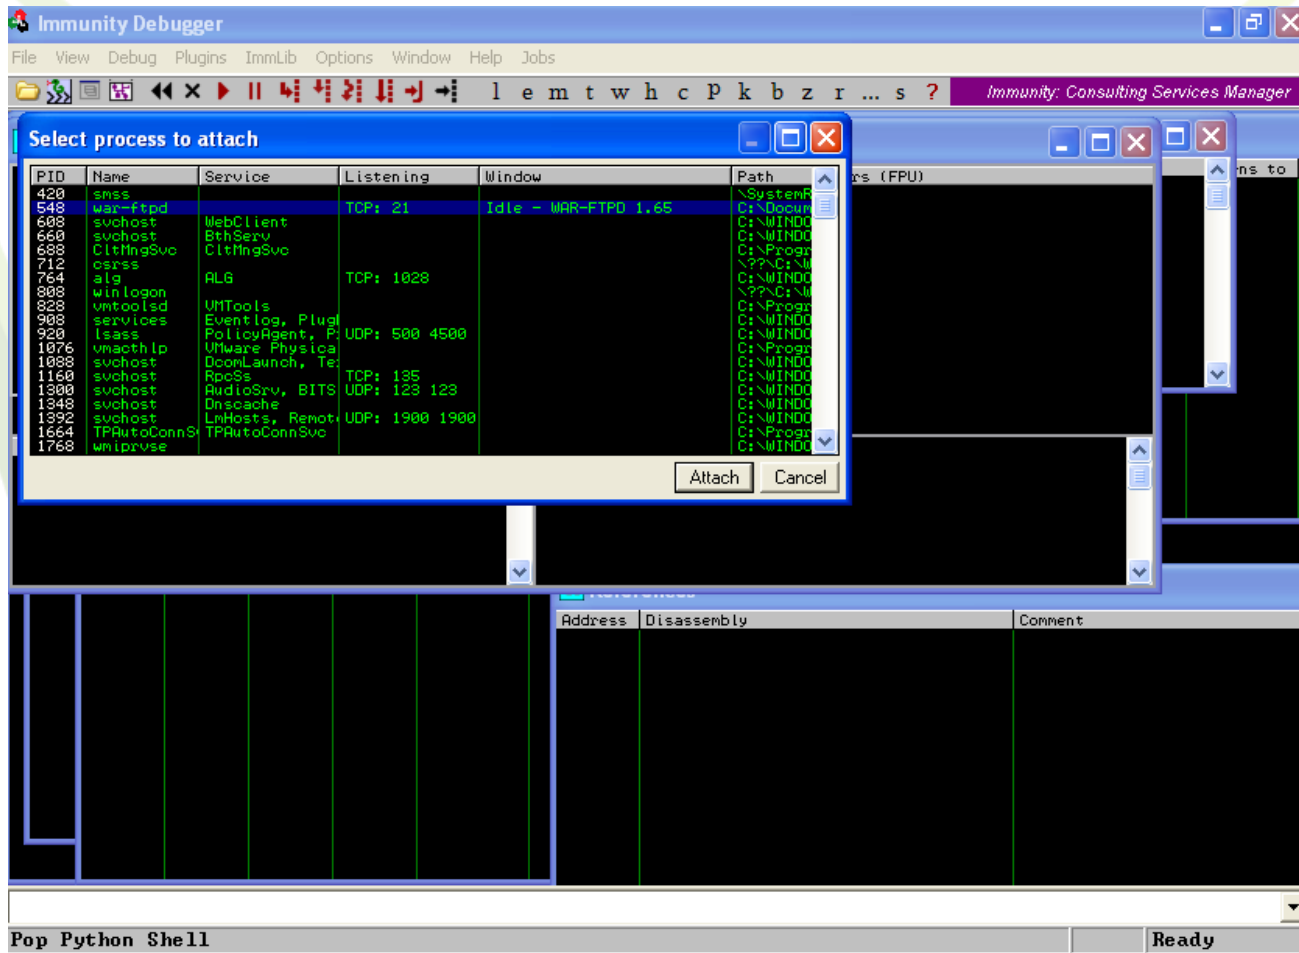 Immunity Debugger
File View Debug Plugins ImmLib Options Window Help Jobs
l e m t w h c P k b z r ... s ? Immunity: Consulting Services Manager
Select process to attach
PID Name Service Listening Window Path
rs (FPU)
ns to
420 smss \SystemR
548 war-ftpd TCP: 21 Idle - WAR-FTPD 1.65 C:\Docum
608 svchost WebClient C:\WINDO
660 svchost BthServ C:\WINDO
688 CltMngSvc CltMngSvc C:\Progr
712 csrss \??\C:\W
764 alg ALG TCP: 1028 C:\WINDO
808 winlogon \??\C:\W
828 vmtoolsd VMTools C:\Progr
908 services Eventlog, Plug C:\WINDO
920 lsass PolicyAgent, P UDP: 500 4500 C:\WINDO
1076 vmacthlp VMware Physica C:\Progr
1088 svchost DcomLaunch, Te C:\WINDO
1160 svchost RpcSs TCP: 135 C:\WINDO
1300 svchost AudioSrv, BITS UDP: 123 123 C:\WINDO
1348 svchost Dnscache C:\WINDO
1392 svchost LmHosts, Remot UDP: 1900 1900 C:\WINDO
1664 TPAutoConnS TPAutoConnSvc C:\Progr
1768 wmiprvse C:\WINDO
Attach Cancel
Address Disassembly Comment
Pop Python Shell Ready